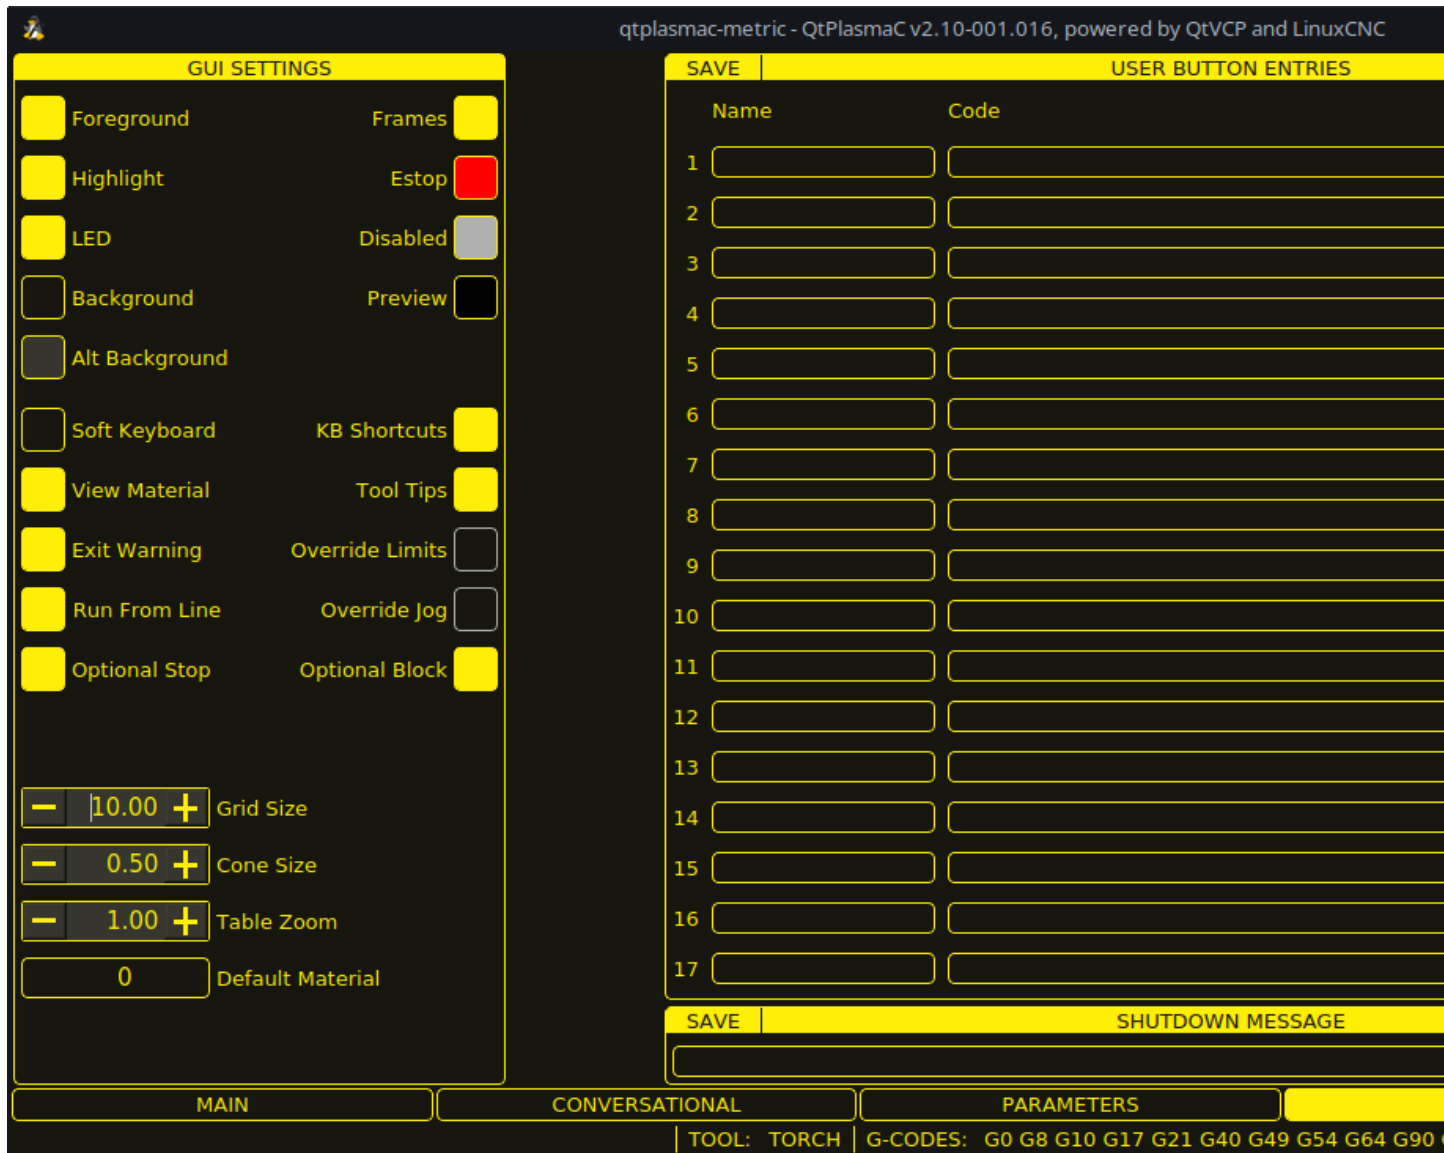 qtplasmac-metric - QtPlasmaC v2.10-001.016, powered by QtVCP and LinuxCNC
GUI SETTINGS
Foreground Frames
Highlight Estop
LED Disabled
Background Preview
Alt Background
Soft Keyboard KB Shortcuts
View Material Tool Tips
Exit Warning Override Limits
Run From Line Override Jog
Optional Stop Optional Block
− 10.00 + Grid Size
− 0.50 + Cone Size
− 1.00 + Table Zoom
0 Default Material
SAVE USER BUTTON ENTRIES
Name Code
1
2
3
4
5
6
7
8
9
10
11
12
13
14
15
16
17
SAVE SHUTDOWN MESSAGE
MAIN CONVERSATIONAL PARAMETERS
TOOL: TORCH G-CODES: G0 G8 G10 G17 G21 G40 G49 G54 G64 G90